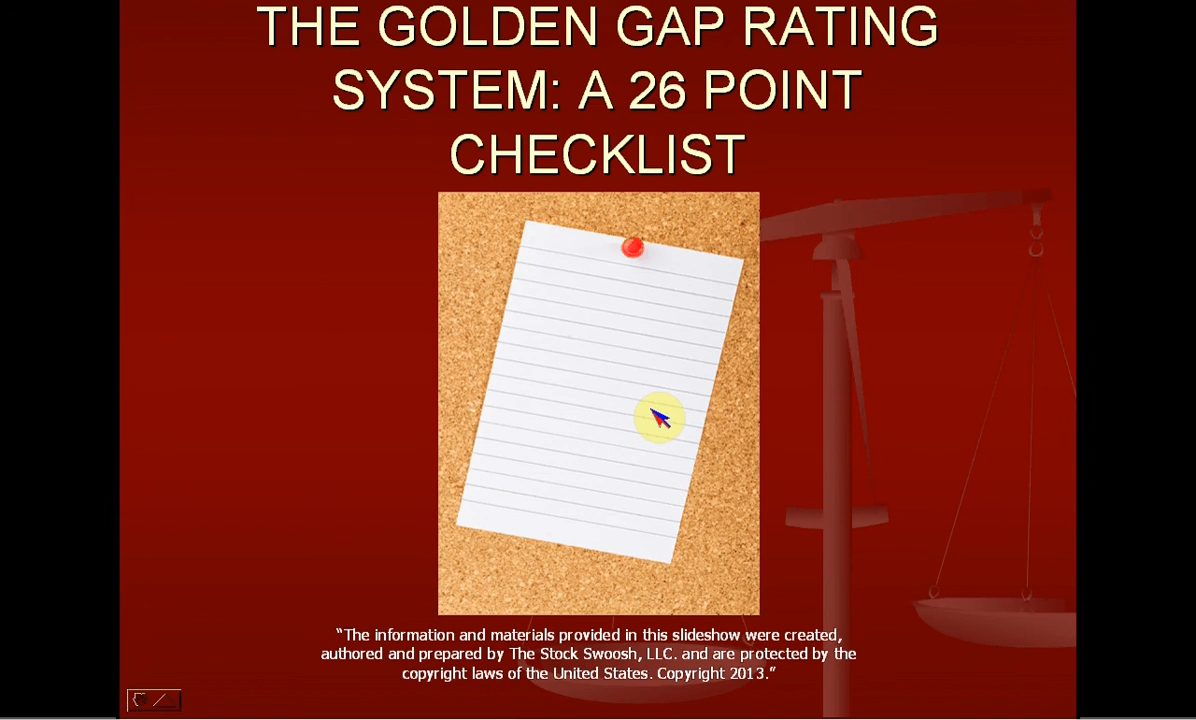 THE GOLDEN GAP RATING
SYSTEM: A 26 POINT
CHECKLIST
“The information and materials provided in this slideshow were created,
authored and prepared by The Stock Swoosh, LLC. and are protected by the
copyright laws of the United States. Copyright 2013.”